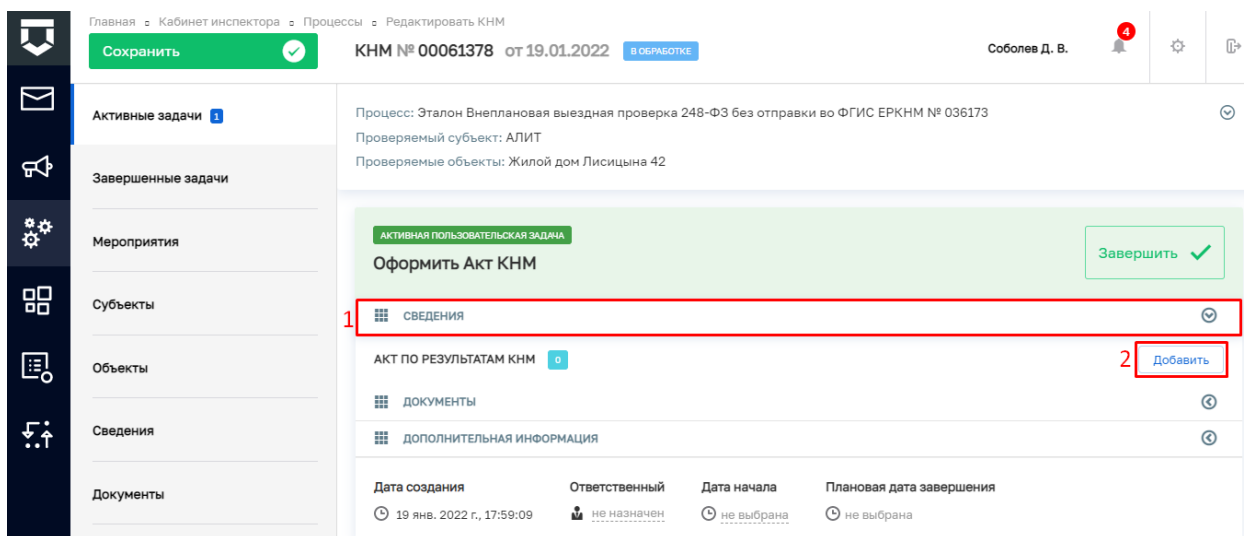 Главная Кабинет инспектора Процессы Редактировать КНМ
Сохранить
КНМ № 00061378 от 19.01.2022 В ОБРАБОТКЕ
Соболев Д. В.
4
Активные задачи 1
Завершенные задачи
Мероприятия
Субъекты
Объекты
Сведения
Документы
Процесс: Эталон Внеплановая выездная проверка 248-ФЗ без отправки во ФГИС ЕРКНМ № 036173
Проверяемый субъект: АЛИТ
Проверяемые объекты: Жилой дом Лисицына 42
АКТИВНАЯ ПОЛЬЗОВАТЕЛЬСКАЯ ЗАДАЧА
Оформить Акт КНМ
Завершить
1 СВЕДЕНИЯ
АКТ ПО РЕЗУЛЬТАТАМ КНМ 0
2 Добавить
ДОКУМЕНТЫ
ДОПОЛНИТЕЛЬНАЯ ИНФОРМАЦИЯ
Дата создания Ответственный Дата начала Плановая дата завершения
19 янв. 2022 г., 17:59:09 не назначен не выбрана не выбрана